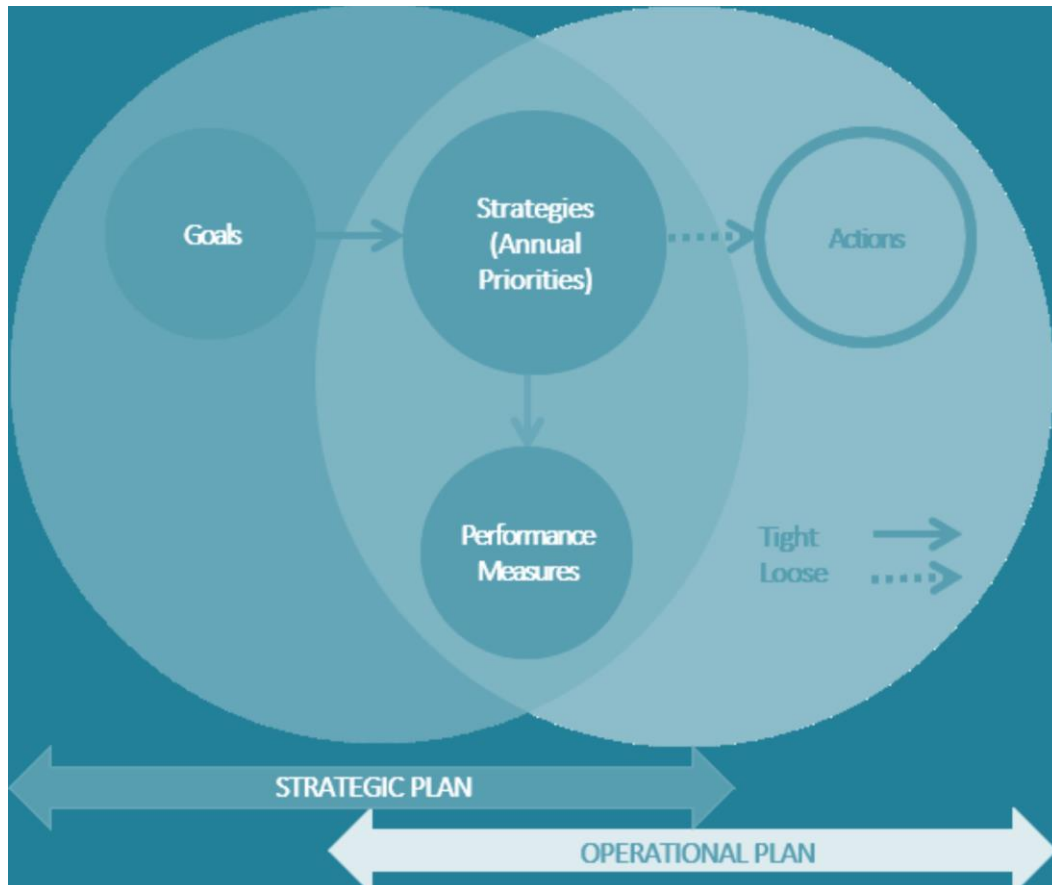 Goals
Strategies
(Annual
Priorities)
Actions
Performance
Measures
Tight
Loose
STRATEGIC PLAN
OPERATIONAL PLAN